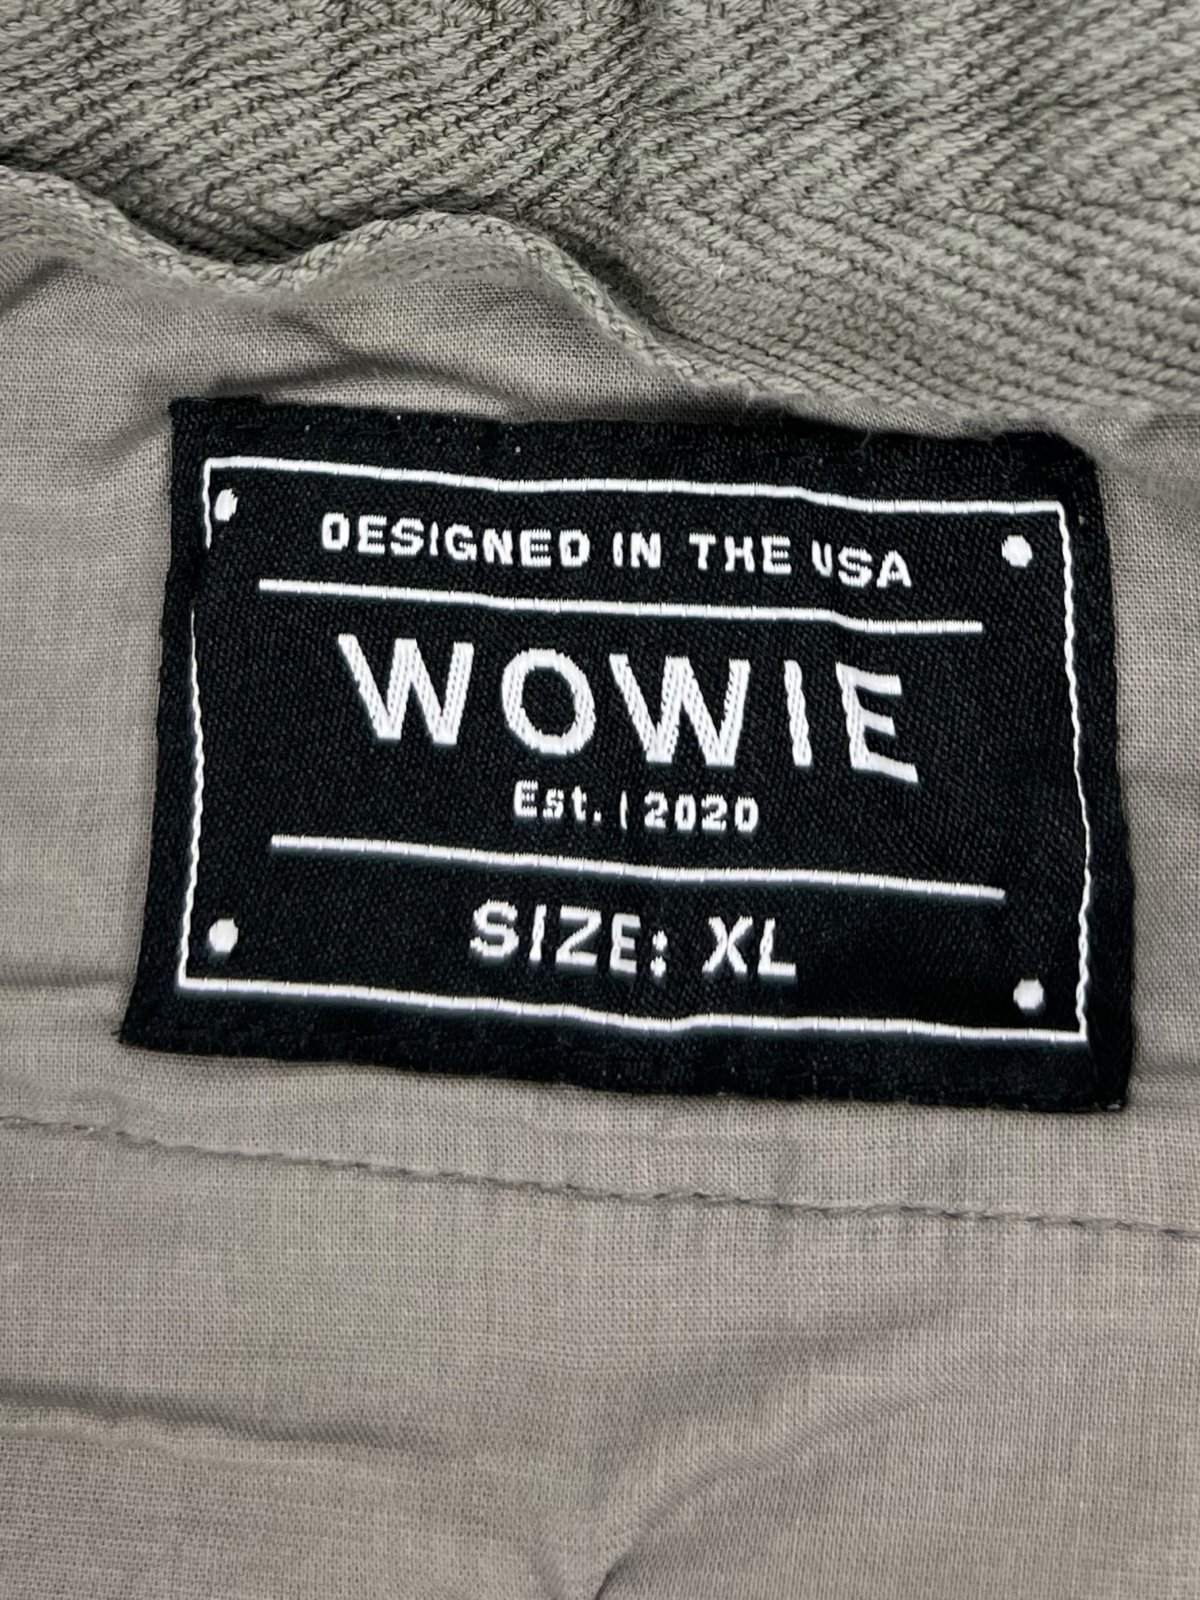 DESIGNED IN THE USA
WOWIE
Est. | 2020
SIZE: XL